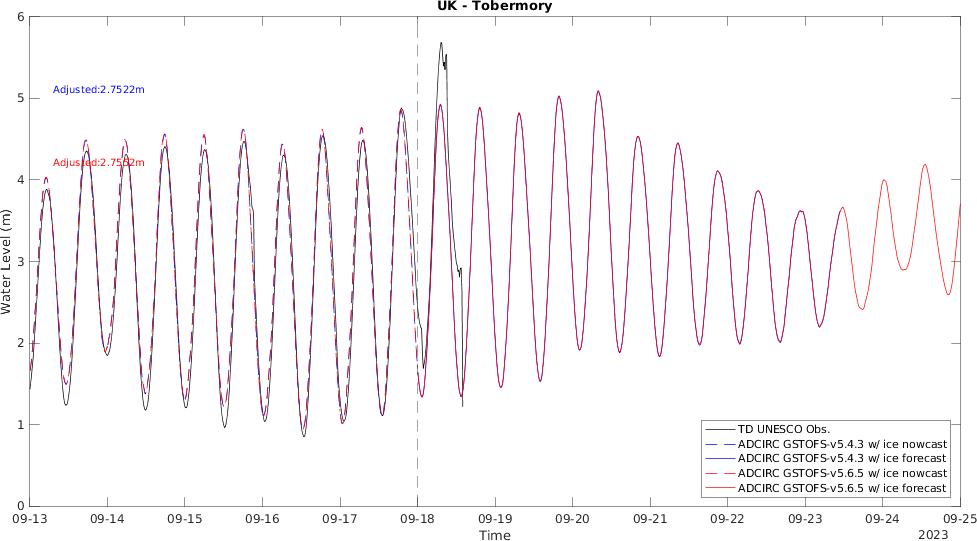 UK - Tobermory
6
5
4
3
2
1
0
Water Level (m)
Adjusted:2.7522m
Adjusted:2.7552m
TD UNESCO Obs.
ADCIRC GSTOFS-v5.4.3 w/ ice nowcast
ADCIRC GSTOFS-v5.4.3 w/ ice forecast
ADCIRC GSTOFS-v5.6.5 w/ ice nowcast
ADCIRC GSTOFS-v5.6.5 w/ ice forecast
09-13 09-14 09-15 09-16 09-17 09-18 09-19 09-20 09-21 09-22 09-23 09-24 09-25
Time
2023